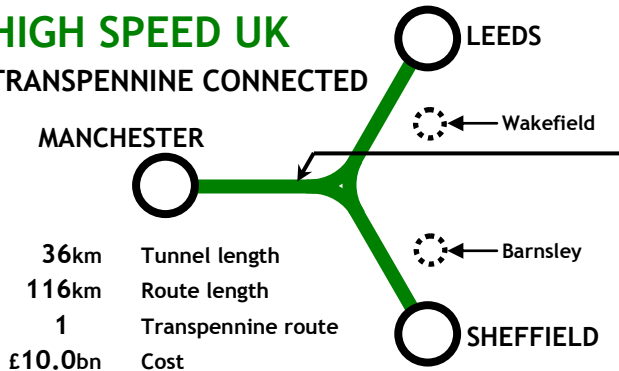 HIGH SPEED UK
TRANSPENNINE CONNECTED
LEEDS
MANCHESTER
Wakefield
Barnsley
SHEFFIELD
36km Tunnel length
116km Route length
1 Transpennine route
£10.0bn Cost